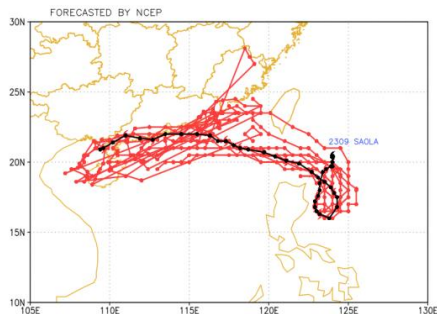 FORECASTED BY NCEP
30N
25N
2309 SAOLA
20N
15N
10N
105E 110E 115E 120E 125E 130E